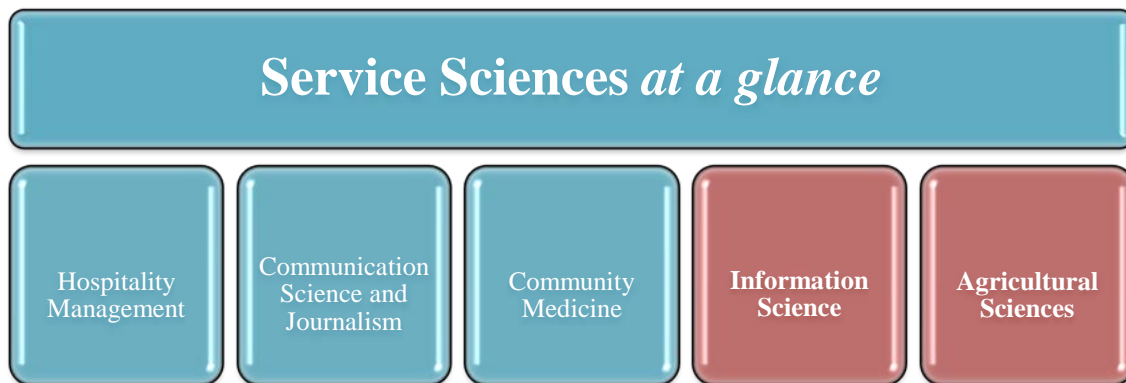 Service Sciences at a glance
Hospitality
Management
Communication
Science and
Journalism
Community
Medicine
Information
Science
Agricultural
Sciences